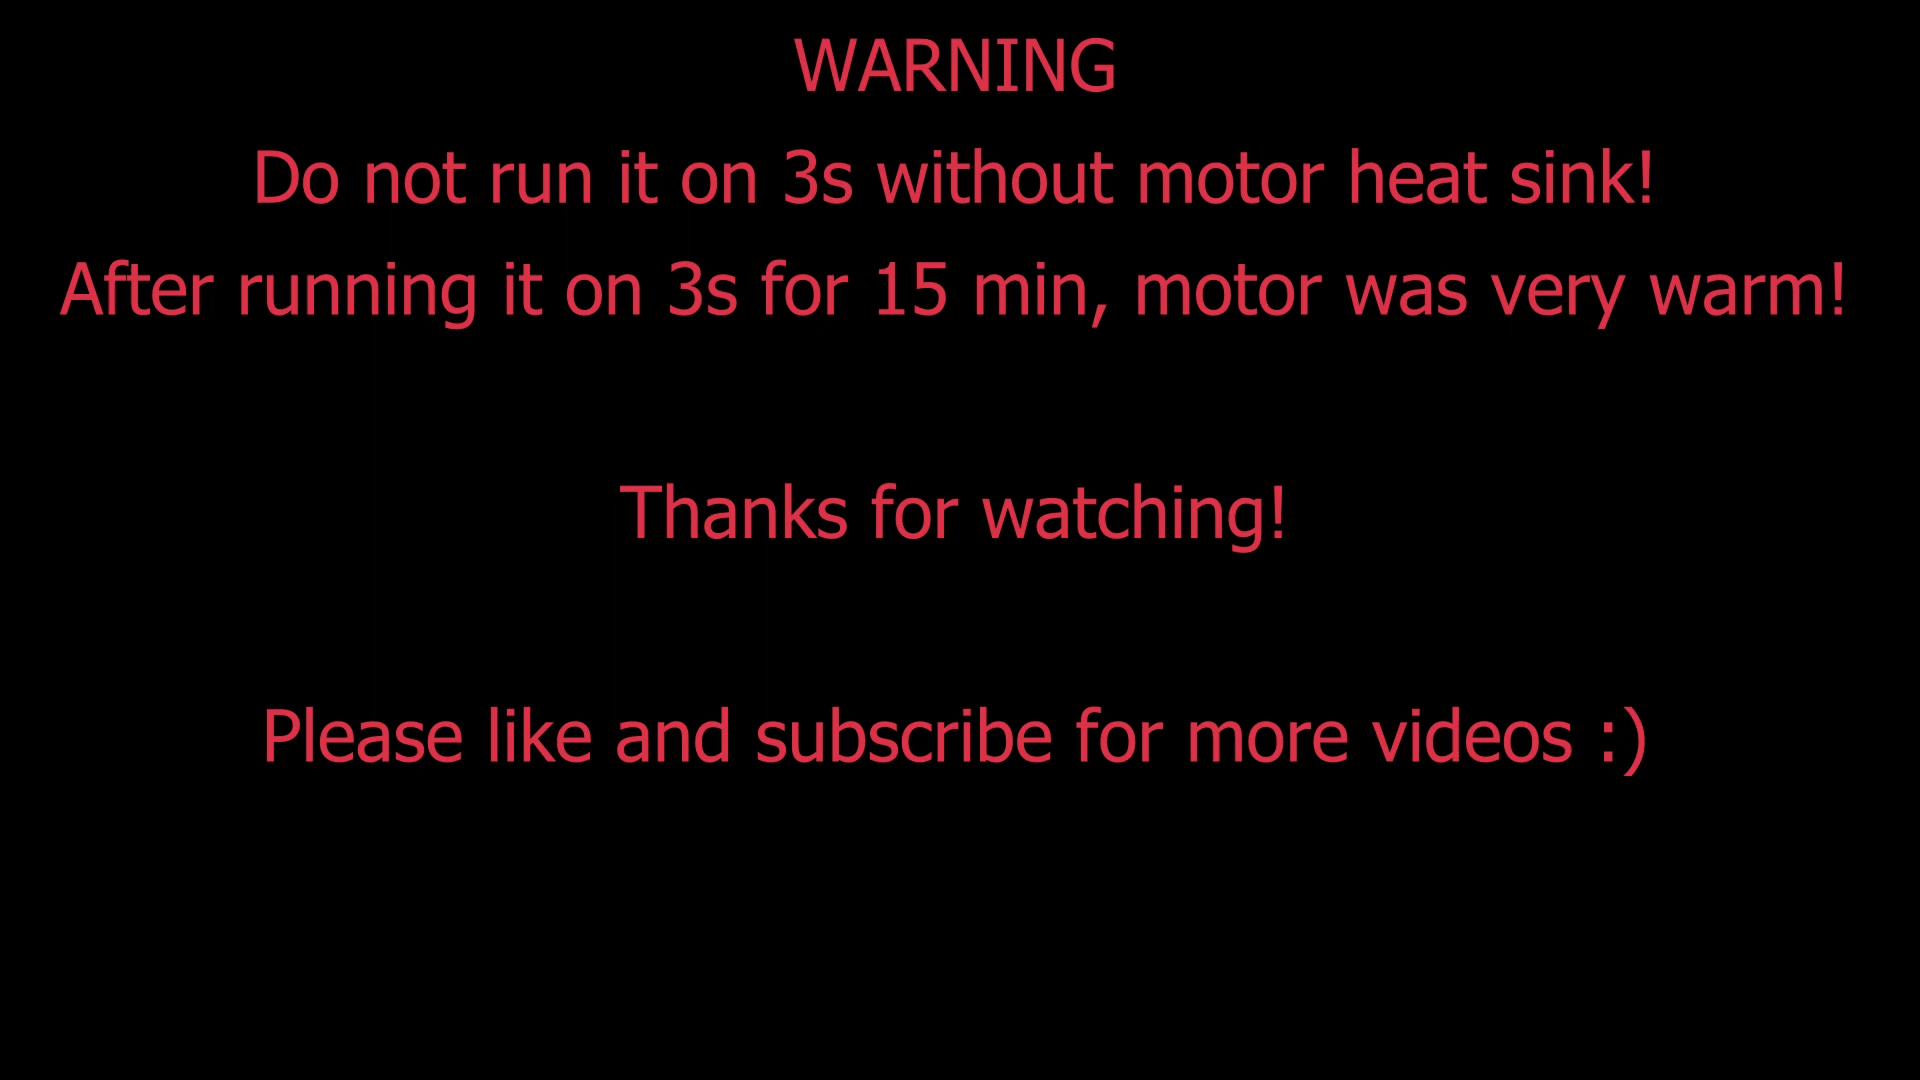 WARNING
Do not run it on 3s without motor heat sink!
After running it on 3s for 15 min, motor was very warm!
Thanks for watching!
Please like and subscribe for more videos :)